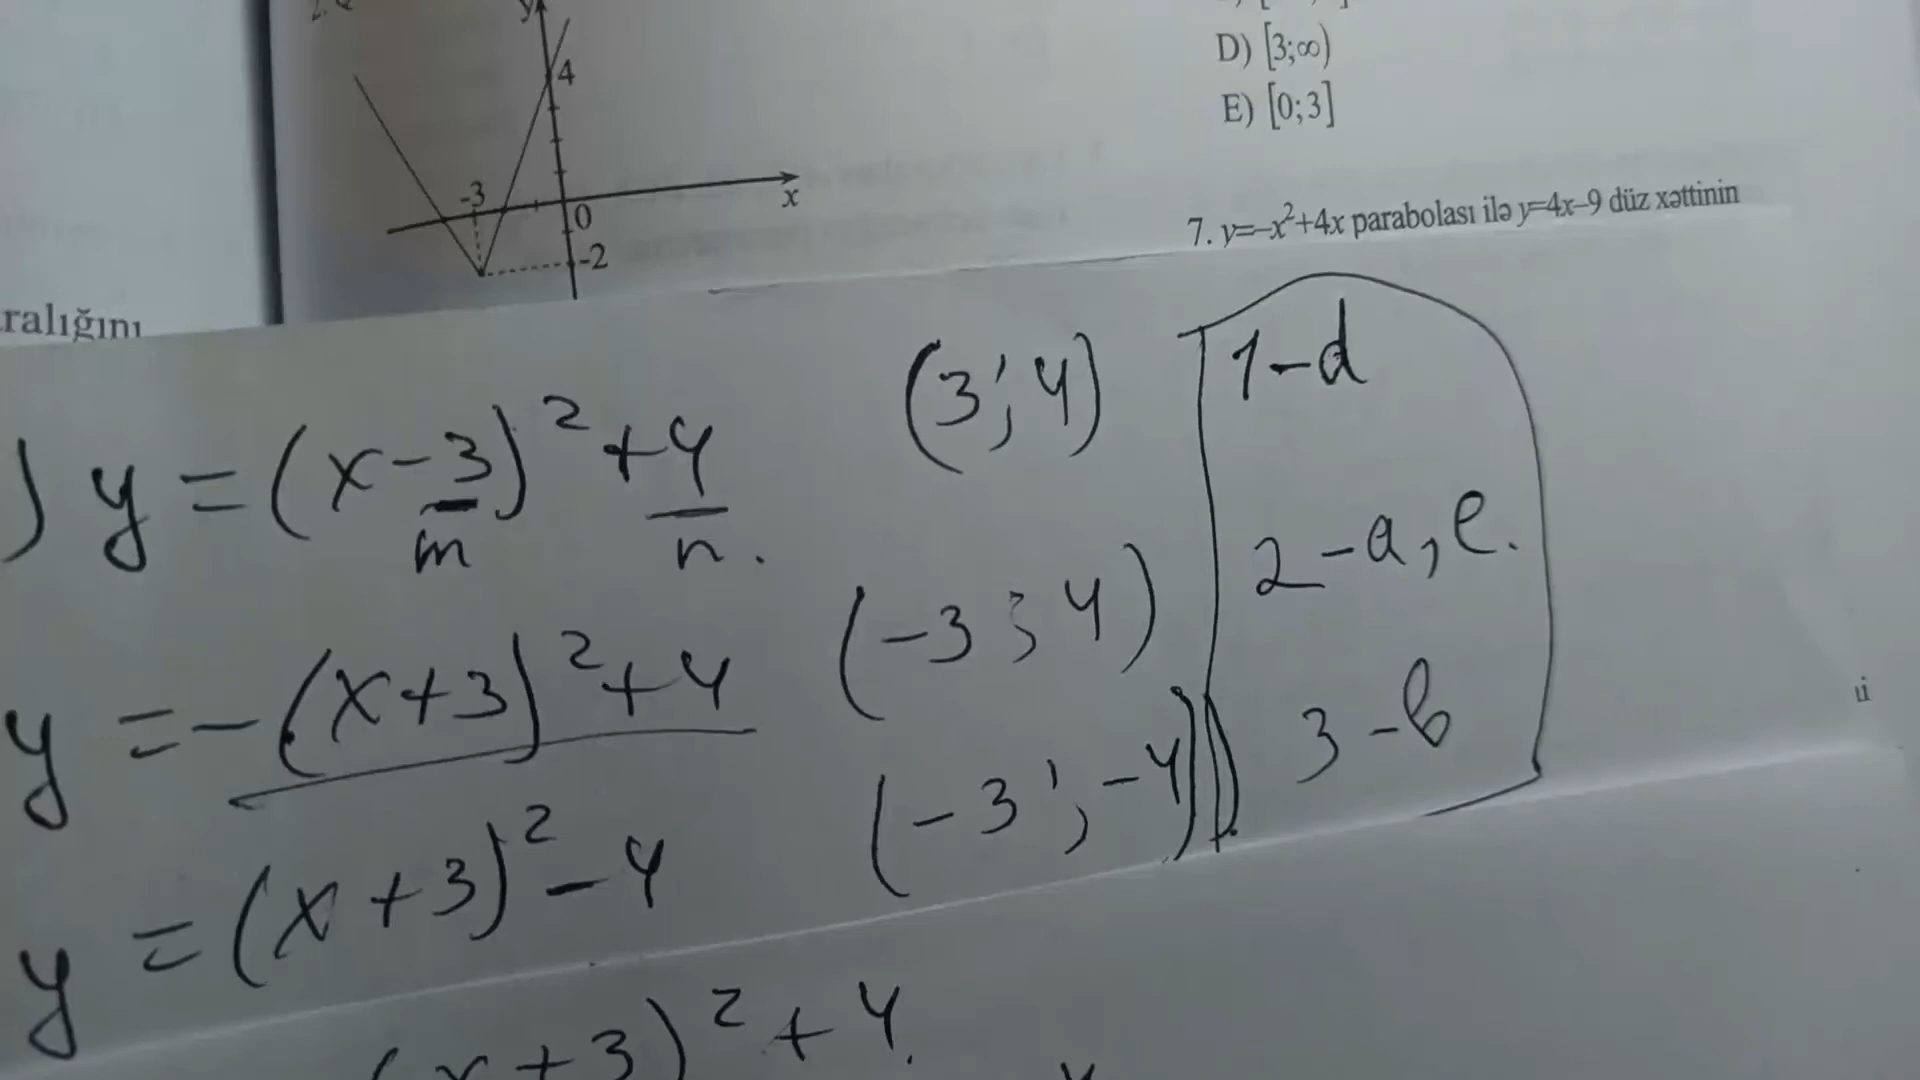 y
4
-3
0
x
-2
D) [3;∞)
E) [0;3]
7. y=–x²+4x parabolası ilə y=4x–9 düz xəttinin
ralığını
) y = (x-3)² + 4
m n.
(3; 4)
y = -(x+3)² + 4
(-3; 4)
y = (x+3)² - 4
(-3; -4)
(x+3)² + 4.
1-d
2-a, e.
3-b